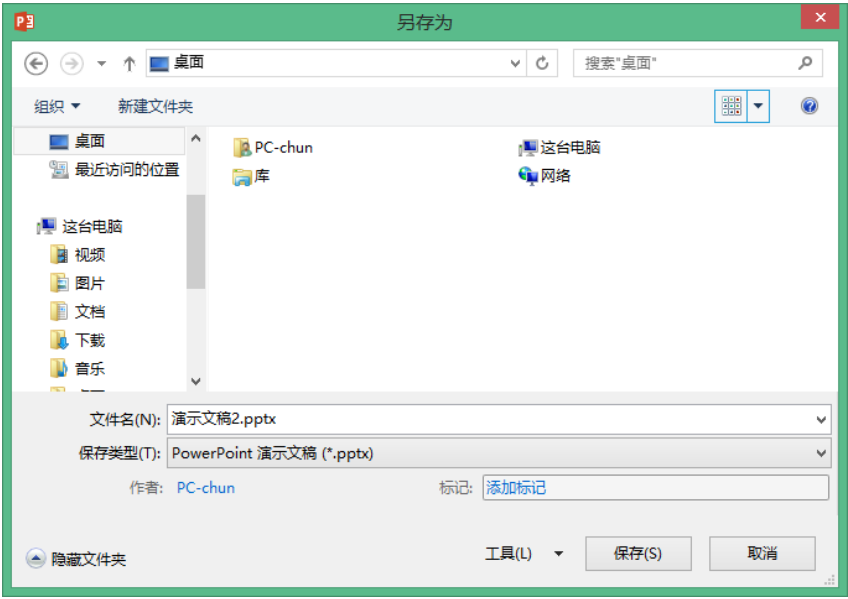 另存为
桌面
搜索"桌面"
组织
新建文件夹
桌面
最近访问的位置
这台电脑
视频
图片
文档
下载
音乐
PC-chun
这台电脑
库
网络
文件名(N): 演示文稿2.pptx
保存类型(T): PowerPoint 演示文稿 (*.pptx)
作者: PC-chun
标记: 添加标记
隐藏文件夹
工具(L)
保存(S)
取消